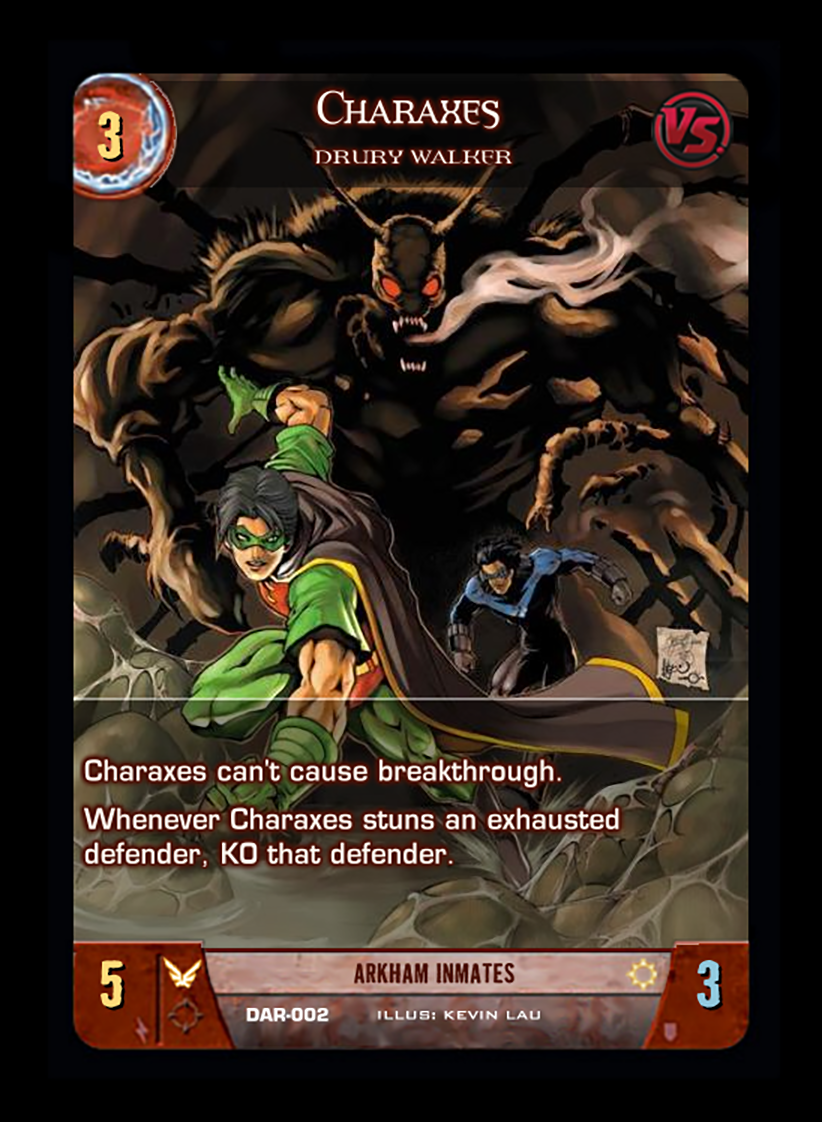 3
Charaxes
VS.
DRURY WALKER
Charaxes can't cause breakthrough.
Whenever Charaxes stuns an exhausted
defender, KO that defender.
5
ARKHAM INMATES
3
DAR-002 ILLUS: KEVIN LAU